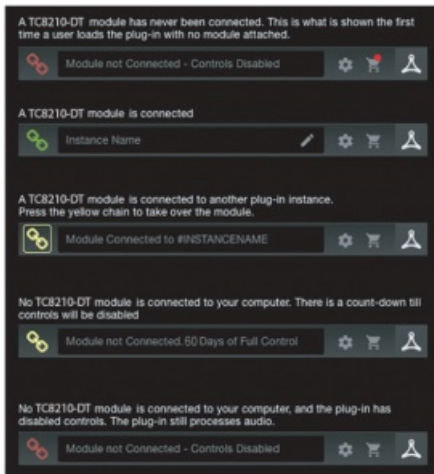 A TC8210-DT module has never been connected. This is what is shown the first
time a user loads the plug-in with no module attached.
Module not Connected - Controls Disabled
A TC8210-DT module is connected
Instance Name
A TC8210-DT module is connected to another plug-in instance.
Press the yellow chain to take over the module.
Module Connected to #INSTANCENAME
No TC8210-DT module is connected to your computer. There is a count-down till
controls will be disabled
Module not Connected.60 Days of Full Control
No TC8210-DT module is connected to your computer, and the plug-in has
disabled controls. The plug-in still processes audio.
Module not Connected - Controls Disabled